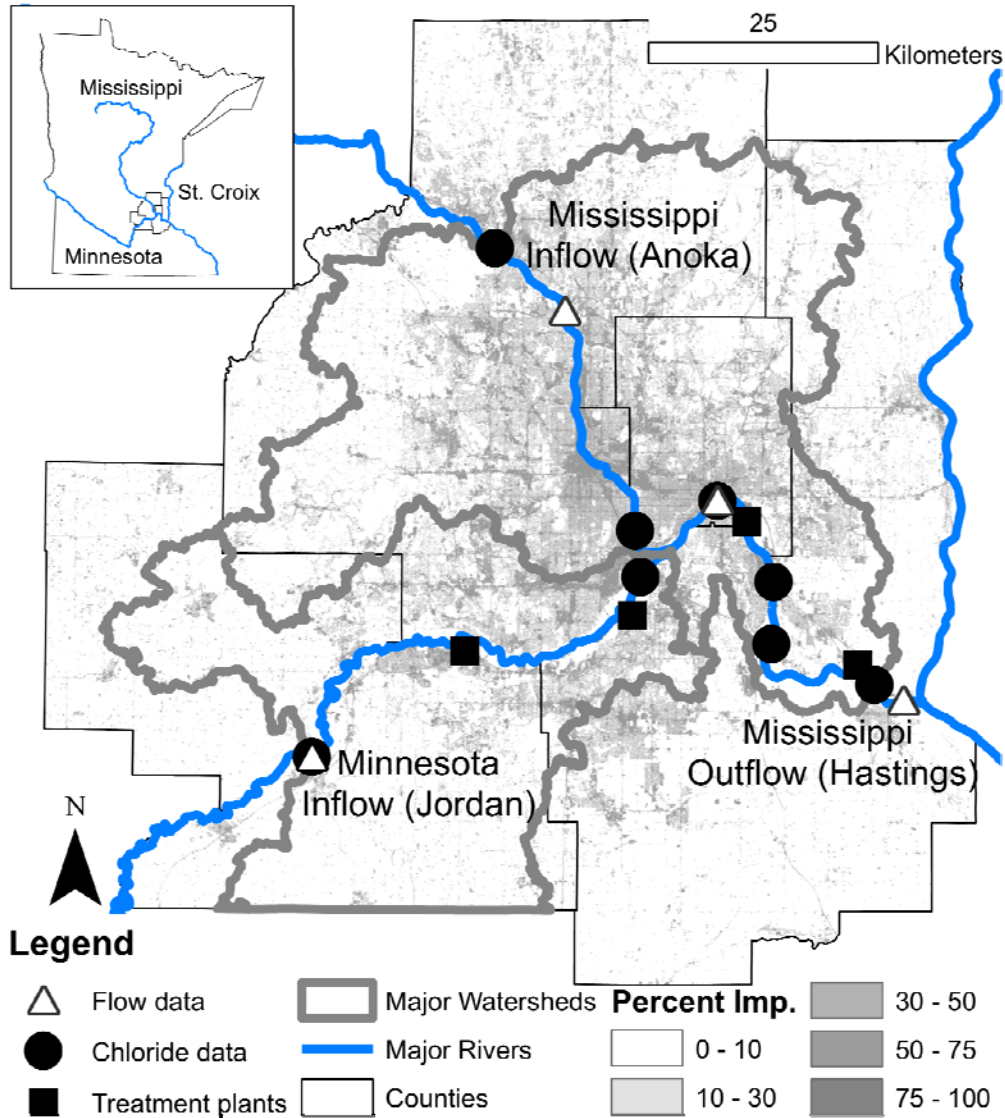 25
Kilometers
Mississippi
St. Croix
Minnesota
Mississippi
Inflow (Anoka)
Mississippi
Outflow (Hastings)
Minnesota
Inflow (Jordan)
N
Legend
Flow data
Chloride data
Treatment plants
Major Watersheds
Major Rivers
Counties
Percent Imp.
0 - 10
10 - 30
30 - 50
50 - 75
75 - 100